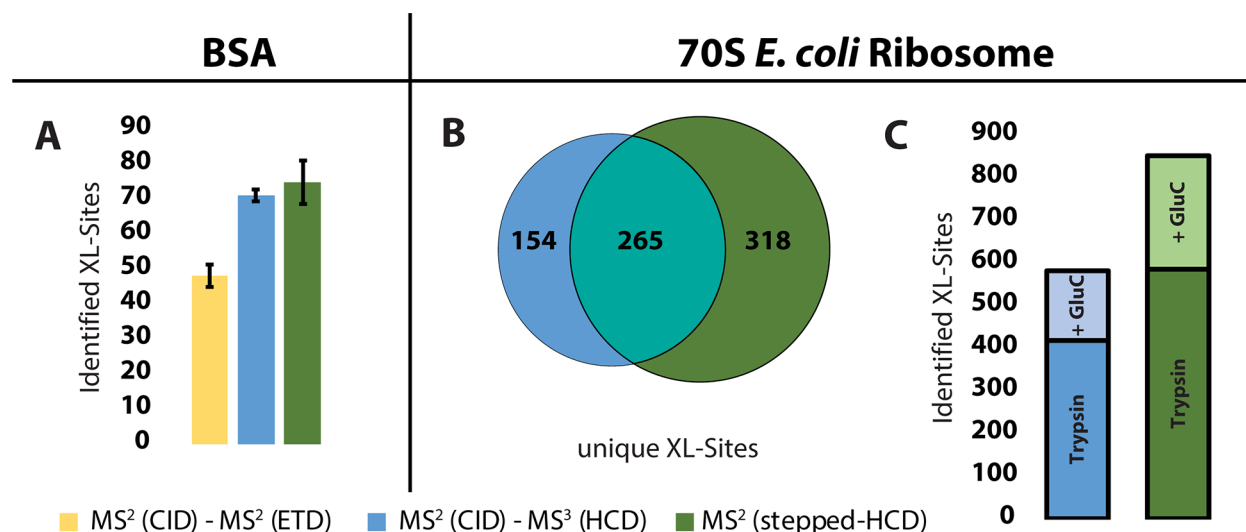 BSA
70S E. coli Ribosome
A
Identified XL-Sites
90
80
70
60
50
40
30
20
10
0
B
154
265
318
unique XL-Sites
C
Identified XL-Sites
900
800
700
600
500
400
300
200
100
0
+ GluC
Trypsin
+ GluC
Trypsin
MS² (CID) - MS² (ETD)
MS² (CID) - MS³ (HCD)
MS² (stepped-HCD)